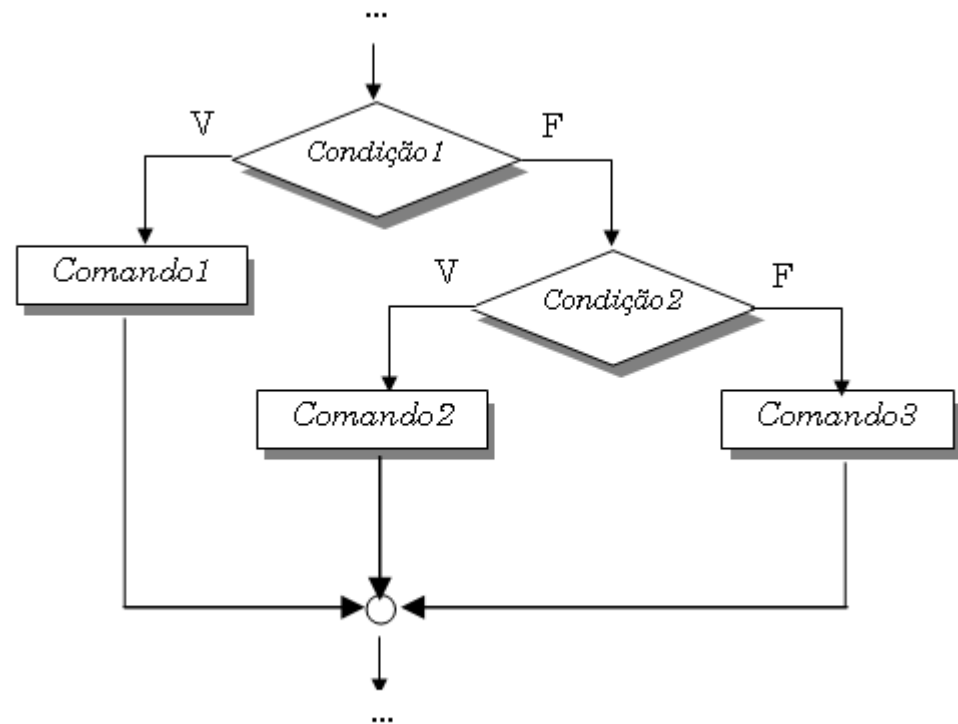 ...
V
F
Condição1
Comando1
V
F
Condição2
Comando2
Comando3
...